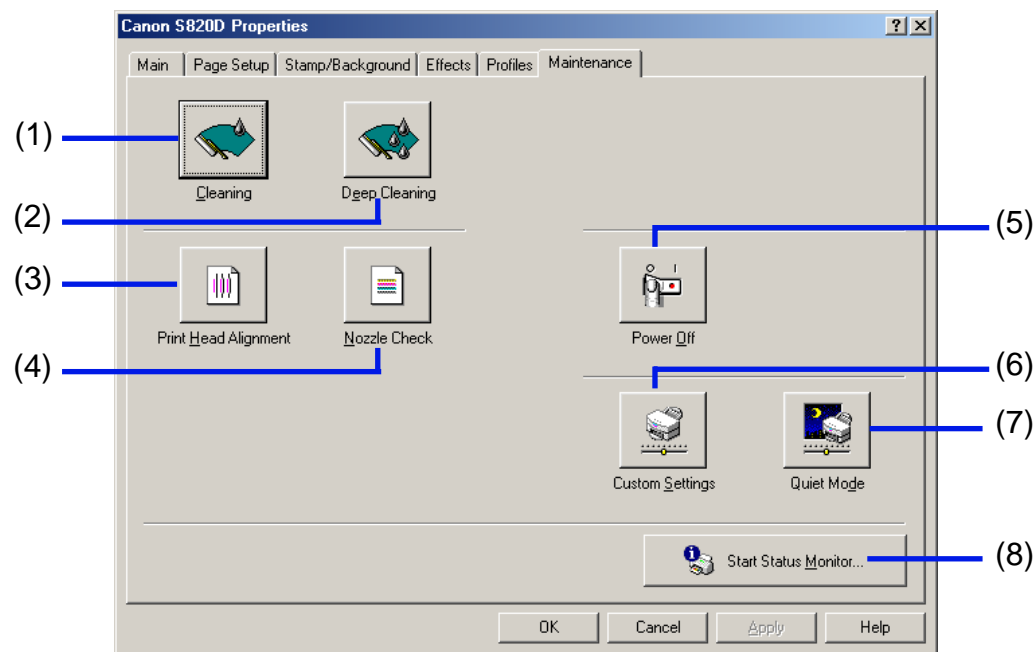 Canon S820D Properties
Main Page Setup Stamp/Background Effects Profiles Maintenance
(1)
Cleaning Deep Cleaning
(2)
(5)
(3)
Print Head Alignment Nozzle Check Power Off
(4)
(6)
(7)
Custom Settings Quiet Mode
(8)
Start Status Monitor...
OK Cancel Apply Help